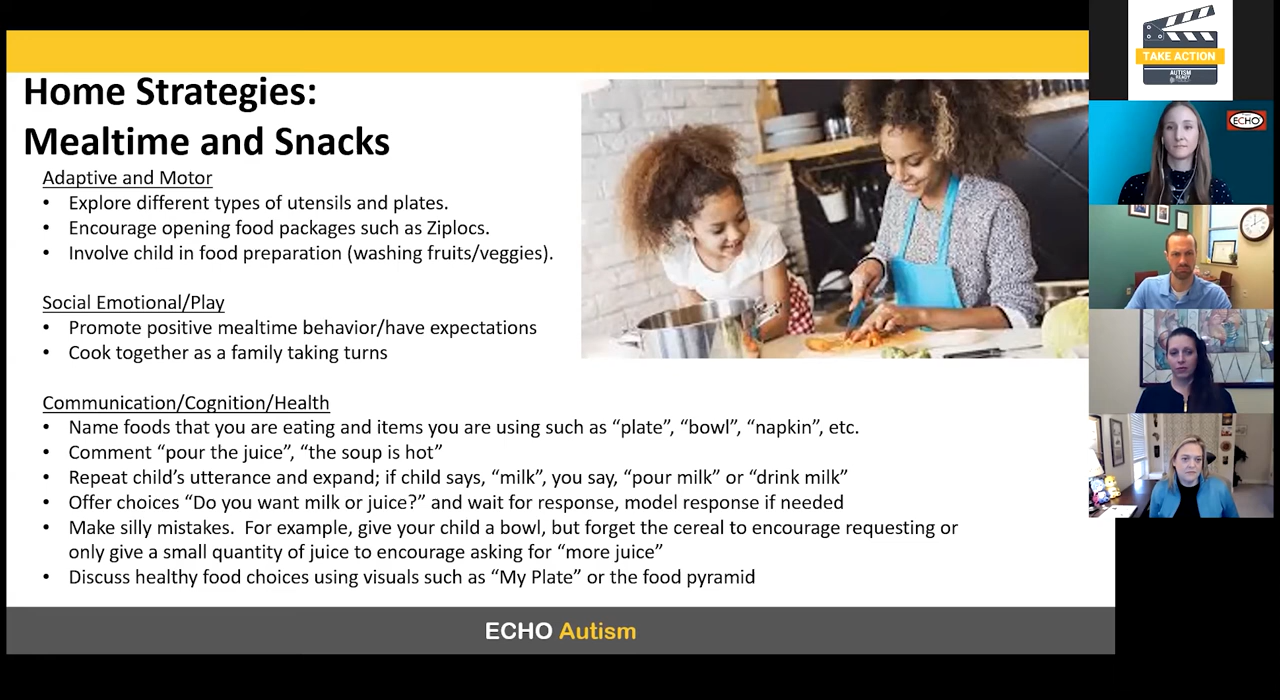 Home Strategies:
Mealtime and Snacks
Adaptive and Motor
• Explore different types of utensils and plates.
• Encourage opening food packages such as Ziplocs.
• Involve child in food preparation (washing fruits/veggies).
Social Emotional/Play
• Promote positive mealtime behavior/have expectations
• Cook together as a family taking turns
Communication/Cognition/Health
• Name foods that you are eating and items you are using such as “plate”, “bowl”, “napkin”, etc.
• Comment “pour the juice”, “the soup is hot”
• Repeat child’s utterance and expand; if child says, “milk”, you say, “pour milk” or “drink milk”
• Offer choices “Do you want milk or juice?” and wait for response, model response if needed
• Make silly mistakes.  For example, give your child a bowl, but forget the cereal to encourage requesting or
only give a small quantity of juice to encourage asking for “more juice”
• Discuss healthy food choices using visuals such as “My Plate” or the food pyramid
ECHO Autism
TAKE ACTION
AUTISM
READY
ECHO